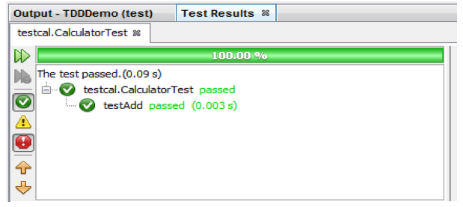 Output - TDDDemo (test) Test Results
testcal.CalculatorTest
100.00 %
The test passed.(0.09 s)
testcal.CalculatorTest passed
testAdd passed (0.003 s)